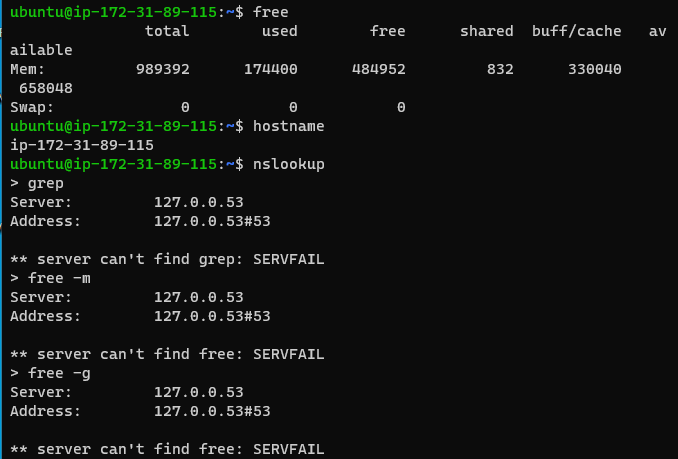 ubuntu@ip-172-31-89-115:~$ free
total used free shared buff/cache av
ailable
Mem: 989392 174400 484952 832 330040
658048
Swap: 0 0 0
ubuntu@ip-172-31-89-115:~$ hostname
ip-172-31-89-115
ubuntu@ip-172-31-89-115:~$ nslookup
> grep
Server: 127.0.0.53
Address: 127.0.0.53#53
** server can't find grep: SERVFAIL
> free -m
Server: 127.0.0.53
Address: 127.0.0.53#53
** server can't find free: SERVFAIL
> free -g
Server: 127.0.0.53
Address: 127.0.0.53#53
** server can't find free: SERVFAIL